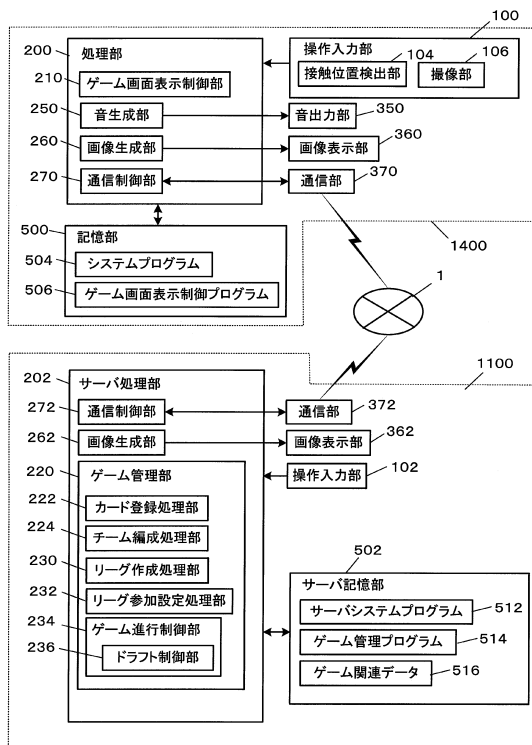 100
200
処理部
操作入力部
104
106
接触位置検出部
撮像部
210
ゲーム画面表示制御部
250
音生成部
音出力部
350
260
画像生成部
画像表示部
360
270
通信制御部
通信部
370
500
記憶部
504
システムプログラム
506
ゲーム画面表示制御プログラム
1400
1
1100
202
サーバ処理部
272
通信制御部
通信部
372
262
画像生成部
画像表示部
362
220
ゲーム管理部
操作入力部
102
222
カード登録処理部
224
チーム編成処理部
230
リーグ作成処理部
232
リーグ参加設定処理部
234
ゲーム進行制御部
236
ドラフト制御部
502
サーバ記憶部
サーバシステムプログラム
512
ゲーム管理プログラム
514
ゲーム関連データ
516